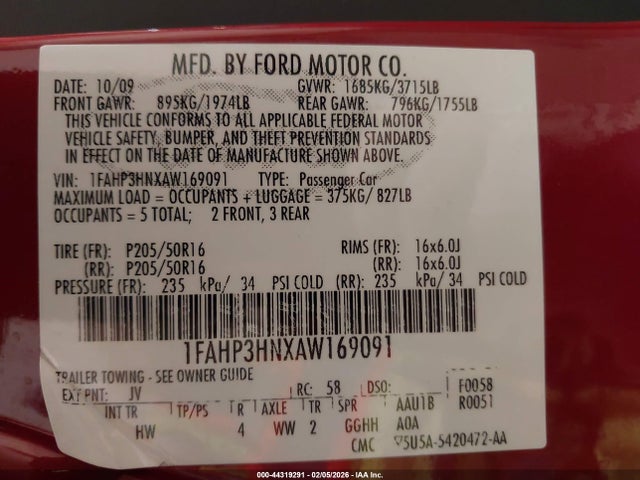 MFD. BY FORD MOTOR CO.
DATE: 10/09 GVWR: 1685KG/3715LB
FRONT GAWR: 895KG/1974LB REAR GAWR: 796KG/1755LB
THIS VEHICLE CONFORMS TO ALL APPLICABLE FEDERAL MOTOR
VEHICLE SAFETY, BUMPER, AND THEFT PREVENTION STANDARDS
IN EFFECT ON THE DATE OF MANUFACTURE SHOWN ABOVE.
VIN: 1FAHP3HNXAW169091 TYPE: Passenger Car
MAXIMUM LOAD = OCCUPANTS + LUGGAGE = 375KG/ 827LB
OCCUPANTS = 5 TOTAL; 2 FRONT, 3 REAR
TIRE (FR): P205/50R16 RIMS (FR): 16x6.0J
(RR): P205/50R16 (RR): 16x6.0J
PRESSURE (FR): 235 kPa/ 34 PSI COLD (RR): 235 kPa/ 34 PSI COLD
1FAHP3HNXAW169091
TRAILER TOWING - SEE OWNER GUIDE
EXT PNT: JV RC: 58 DSO: F0058
INT TR TP/PS R AXLE TR SPR AAU1B R0051
HW 4 WW 2 GGHH A0A
CMC 5U5A-5420472-AA
000-44319291 - 02/05/2026 - IAA Inc.